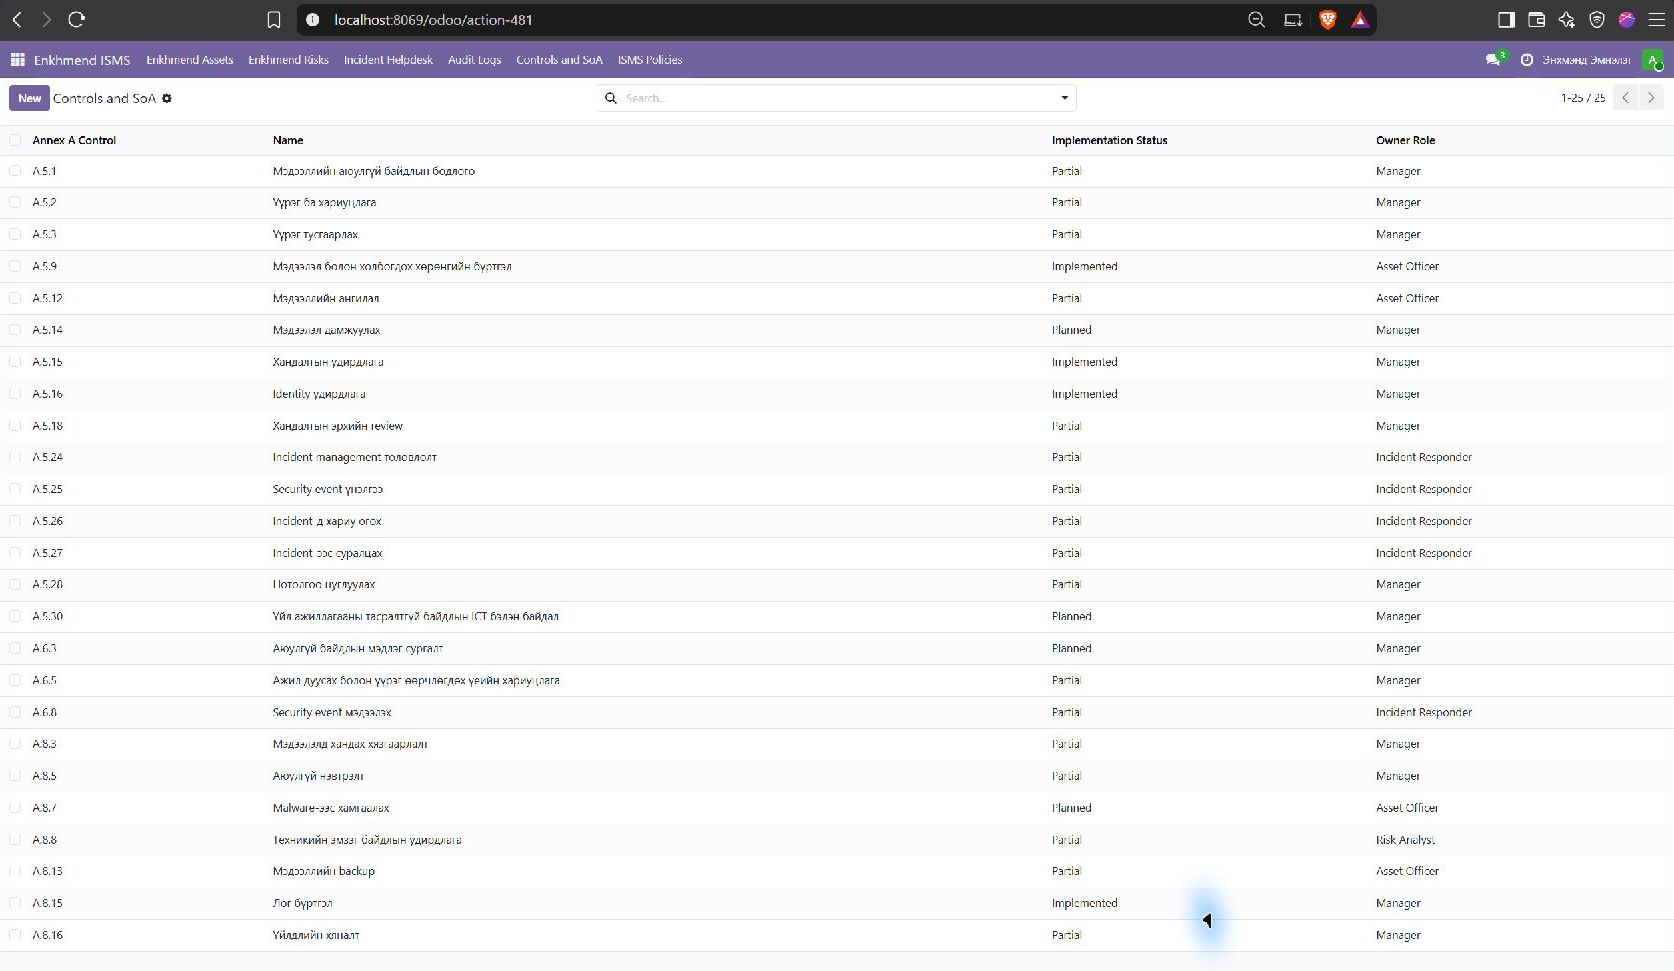 localhost:8069/odoo/action-481
Enkhmend ISMS Enkhmend Assets Enkhmend Risks Incident Helpdesk Audit Logs Controls and SoA ISMS Policies 3 Энхмэнд Эмнэлэг A
New Controls and SoA Search... 1-25 / 25
Annex A Control Name Implementation Status Owner Role
A.5.1 Мэдээллийн аюулгүй байдлын бодлого Partial Manager
A.5.2 Үүрэг ба хариуцлага Partial Manager
A.5.3 Үүрэг тусгаарлах Partial Manager
A.5.9 Мэдээлэл болон холбогдох хөрөнгийн бүртгэл Implemented Asset Officer
A.5.12 Мэдээллийн ангилал Partial Asset Officer
A.5.14 Мэдээлэл дамжуулах Planned Manager
A.5.15 Хандалтын удирдлага Implemented Manager
A.5.16 Identity удирдлага Implemented Manager
A.5.18 Хандалтын эрхийн review Partial Manager
A.5.24 Incident management төлөвлөлт Partial Incident Responder
A.5.25 Security event үнэлгээ Partial Incident Responder
A.5.26 Incident-д хариу өгөх Partial Incident Responder
A.5.27 Incident-ээс суралцах Partial Incident Responder
A.5.28 Нотолгоо цуглуулах Partial Manager
A.5.30 Үйл ажиллагааны тасралтгүй байдлын ICT бэлэн байдал Planned Manager
A.6.3 Аюулгүй байдлын мэдлэг сургалт Planned Manager
A.6.5 Ажил дуусах болон үүрэг өөрчлөгдөх үеийн хариуцлага Partial Manager
A.6.8 Security event мэдээлэх Partial Incident Responder
A.8.3 Мэдээлэлд хандах хязгаарлалт Partial Manager
A.8.5 Аюулгүй нэвтрэлт Partial Manager
A.8.7 Malware-ээс хамгаалах Planned Asset Officer
A.8.8 Техникийн эмзэг байдлын удирдлага Partial Risk Analyst
A.8.13 Мэдээллийн backup Partial Asset Officer
A.8.15 Лог бүртгэл Implemented Manager
A.8.16 Үйлдлийн хяналт Partial Manager